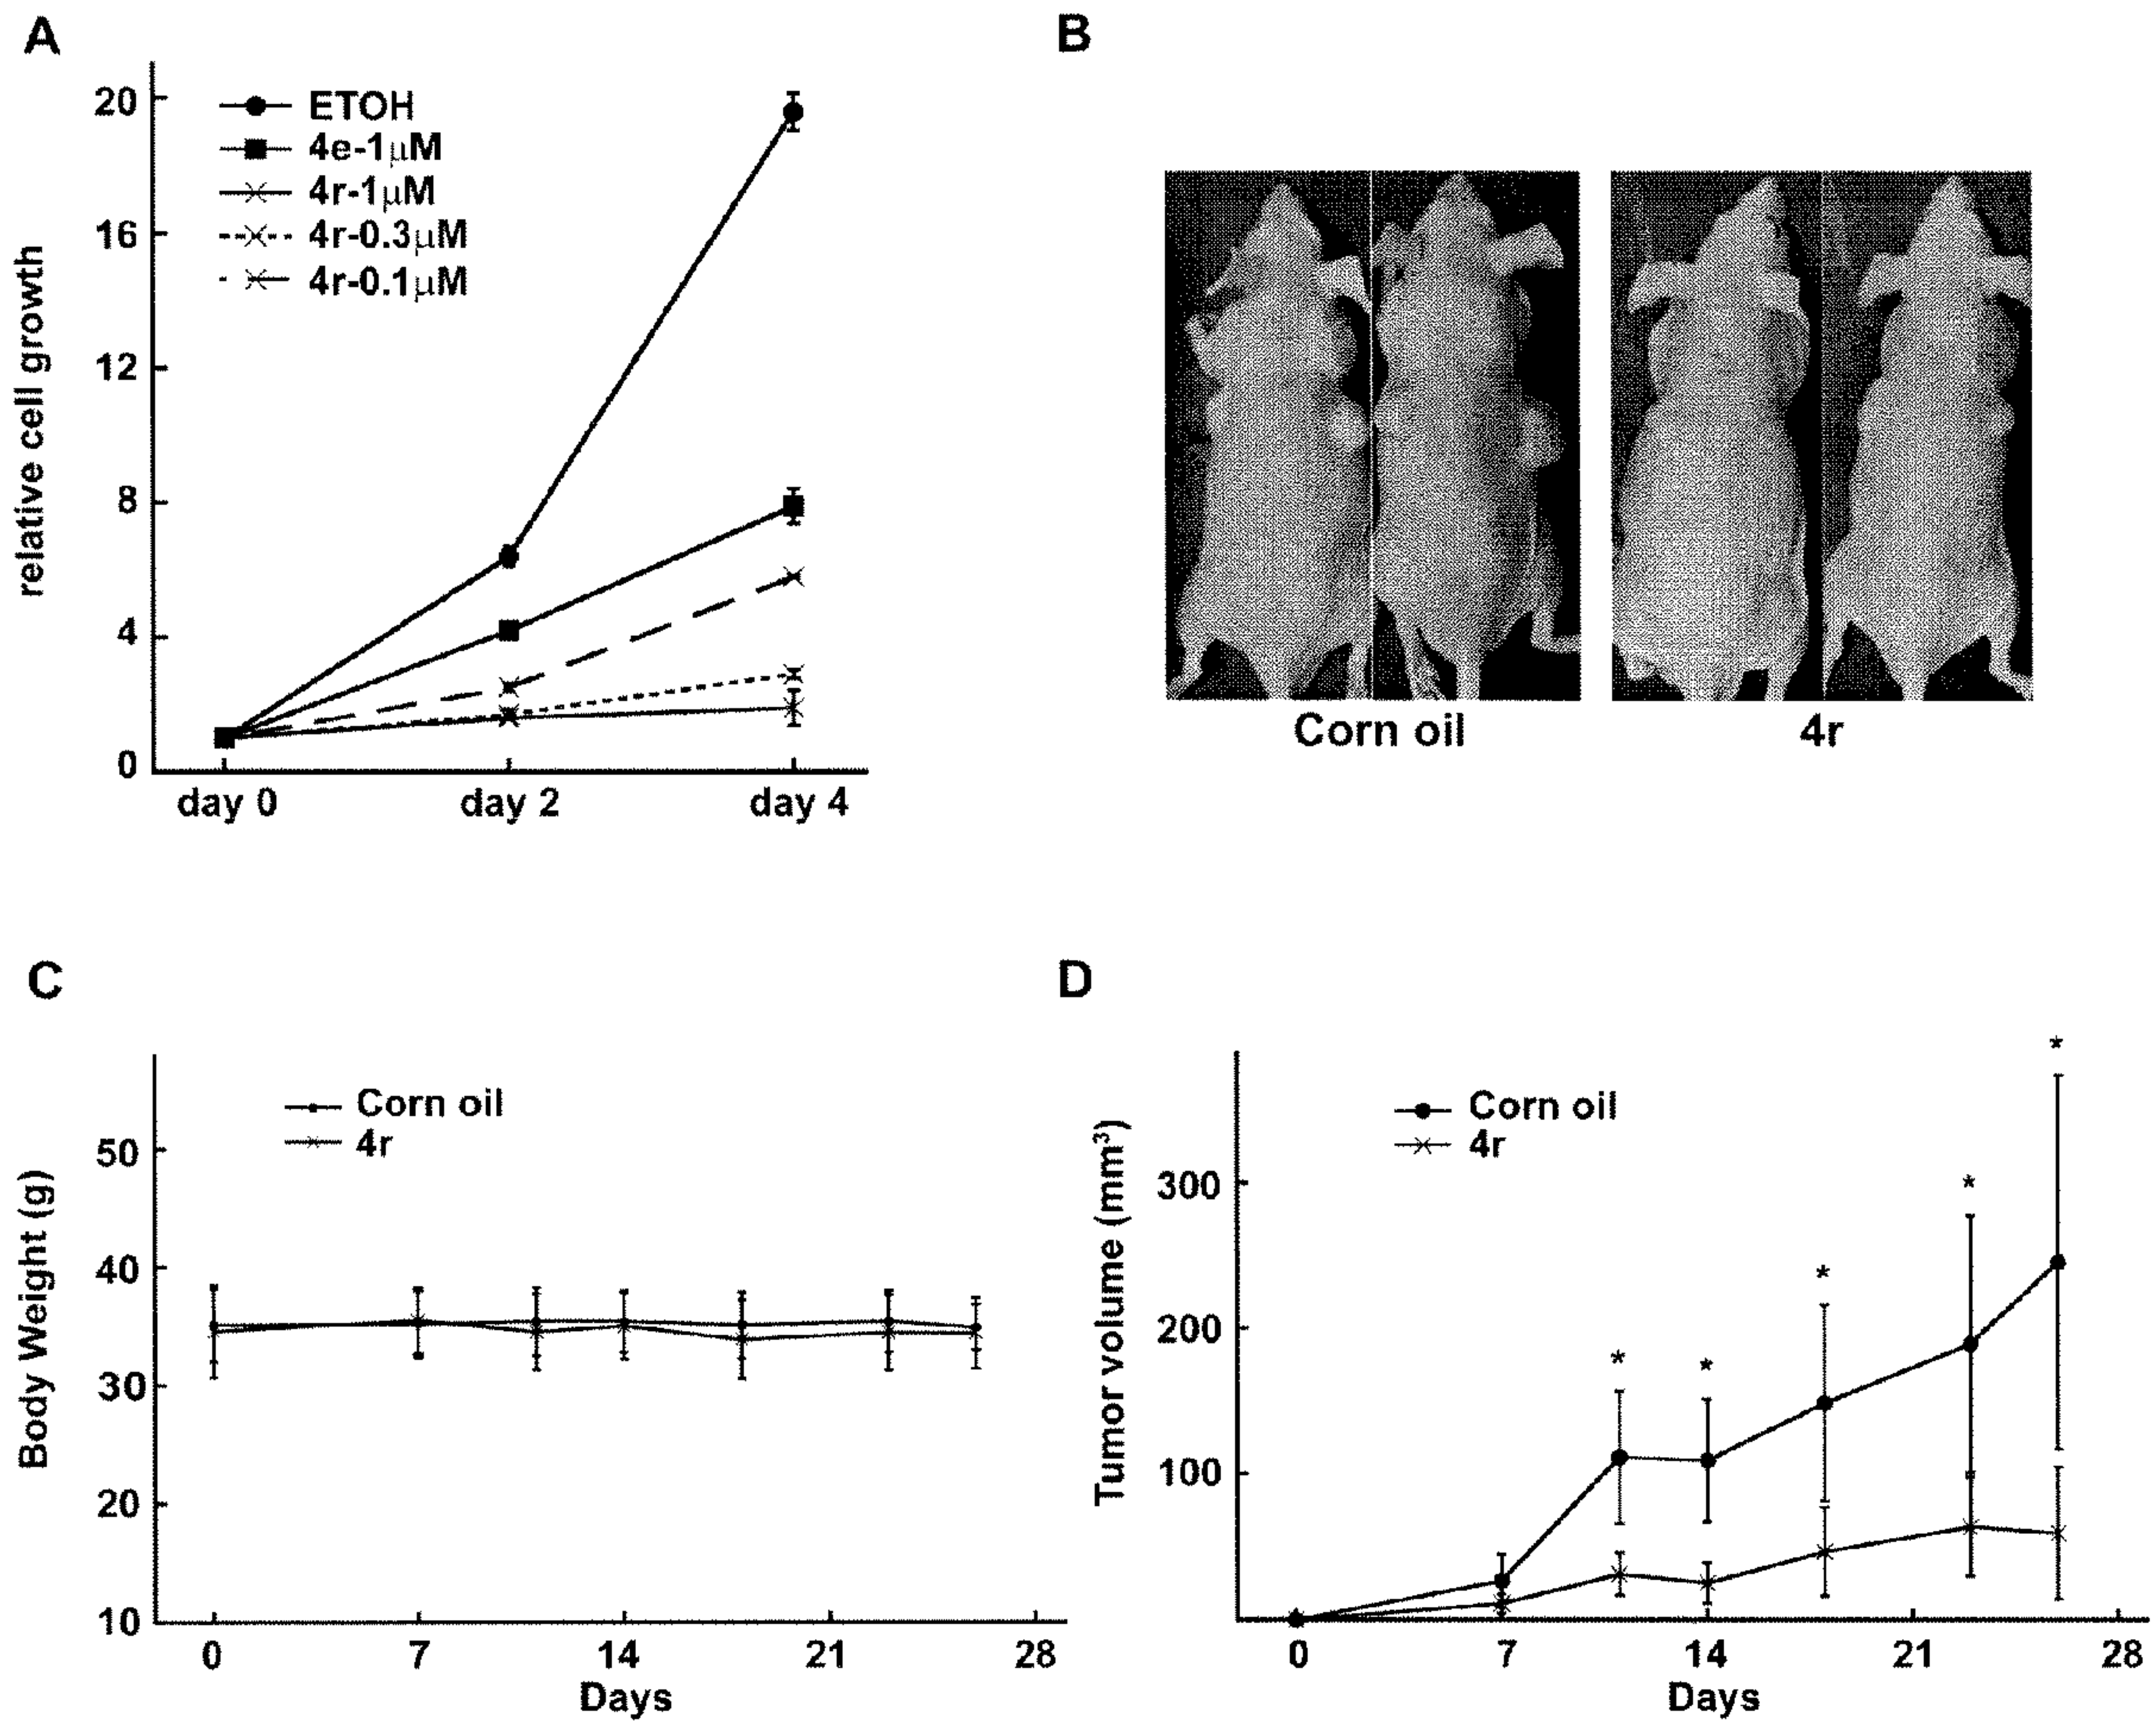 A
relative cell growth
20
16
12
8
4
0
ETOH
4e-1μM
4r-1μM
4r-0.3μM
4r-0.1μM
day 0
day 2
day 4
B
Corn oil
4r
C
Body Weight (g)
50
40
30
20
10
Corn oil
4r
0
7
14
21
28
Days
D
Tumor volume (mm³)
300
200
100
Corn oil
4r
*
*
*
*
*
0
7
14
21
28
Days